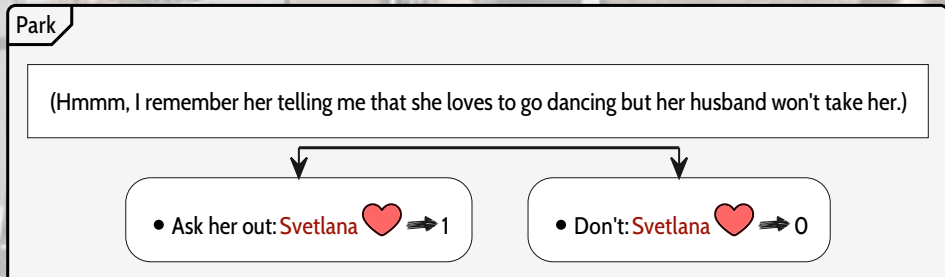 Park
(Hmmm, I remember her telling me that she loves to go dancing but her husband won't take her.)
• Ask her out: Svetlana 1
• Don't: Svetlana 0